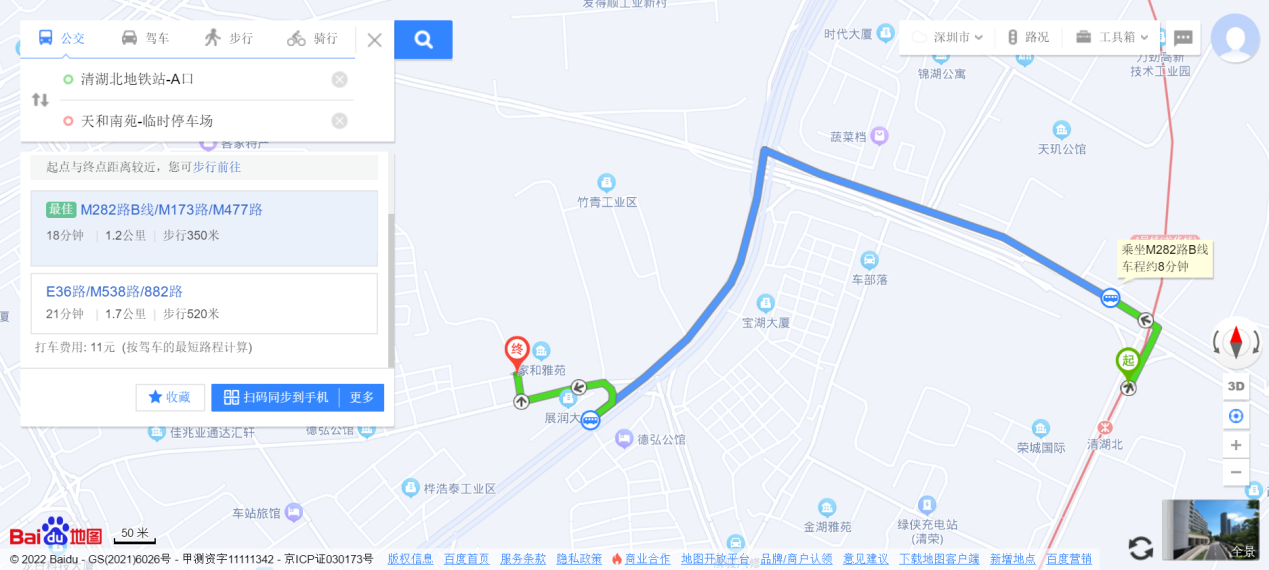 爱得顺工业新村
公交
驾车
步行
骑行
时代大厦
深圳市
路况
工具箱
技术工业园
锦湖公寓
清湖北地铁站-A口
天和南苑-临时停车场
蔬菜档
天玑公馆
起点与终点距离较近，您可步行前往
最佳 M282路B线/M173路/M477路
18分钟 | 1.2公里 | 步行350米
竹青工业区
乘坐M282路B线
车程约8分钟
车部落
E36路/M538路/882路
21分钟 | 1.7公里 | 步行520米
宝湖大厦
打车费用: 11元 (按驾车的最短路程计算)
终
起
家和雅苑
3D
收藏
扫码同步到手机
更多
展润大
佳兆业通达汇轩
德弘公馆
德弘公馆
荣城国际
清湖北
桦浩泰工业区
车站旅馆
金湖雅苑
绿侠充电站
(清荣)
Bai 地图
50 米
全景
© 2022 Baidu - GS(2021)6026号 - 甲测资字11111342 - 京ICP证030173号 版权信息 百度首页 服务条款 隐私政策 商业合作 地图开放平台 品牌/商户认领 意见建议 下载地图客户端 新增地点 百度营销